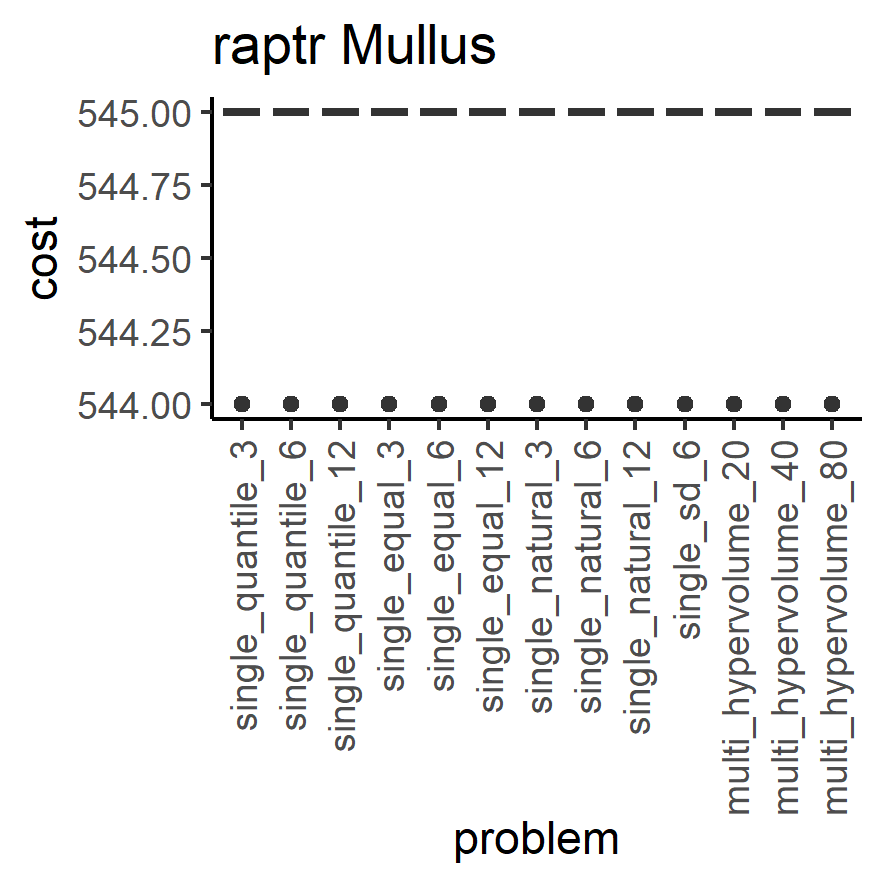 raptr Mullus
cost
545.00
544.75
544.50
544.25
544.00
single_quantile_3
single_quantile_6
single_quantile_12
single_equal_3
single_equal_6
single_equal_12
single_natural_3
single_natural_6
single_natural_12
single_sd_6
multi_hypervolume_20
multi_hypervolume_40
multi_hypervolume_80
problem